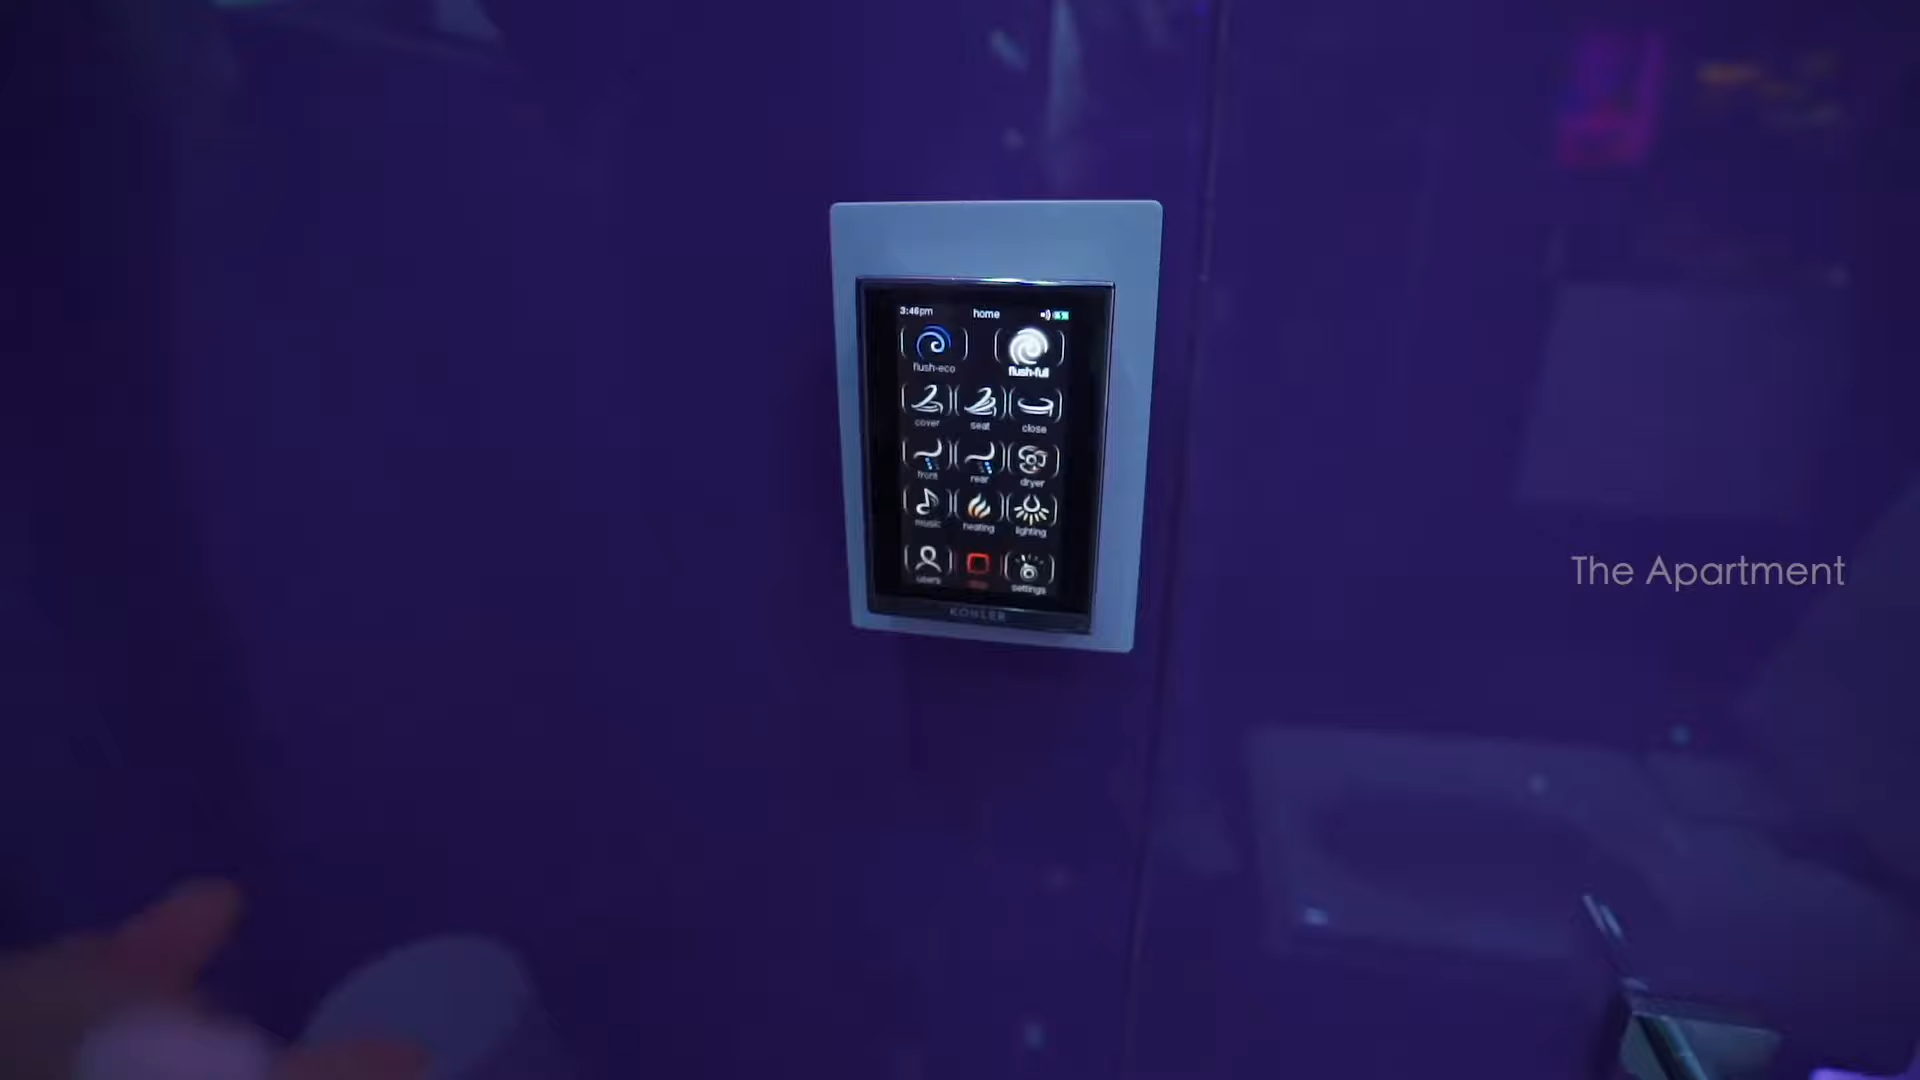 3:46pm home
flush-eco flush-full
cover seat close
front rear dryer
music heating lighting
users stop settings
KOHLER
The Apartment